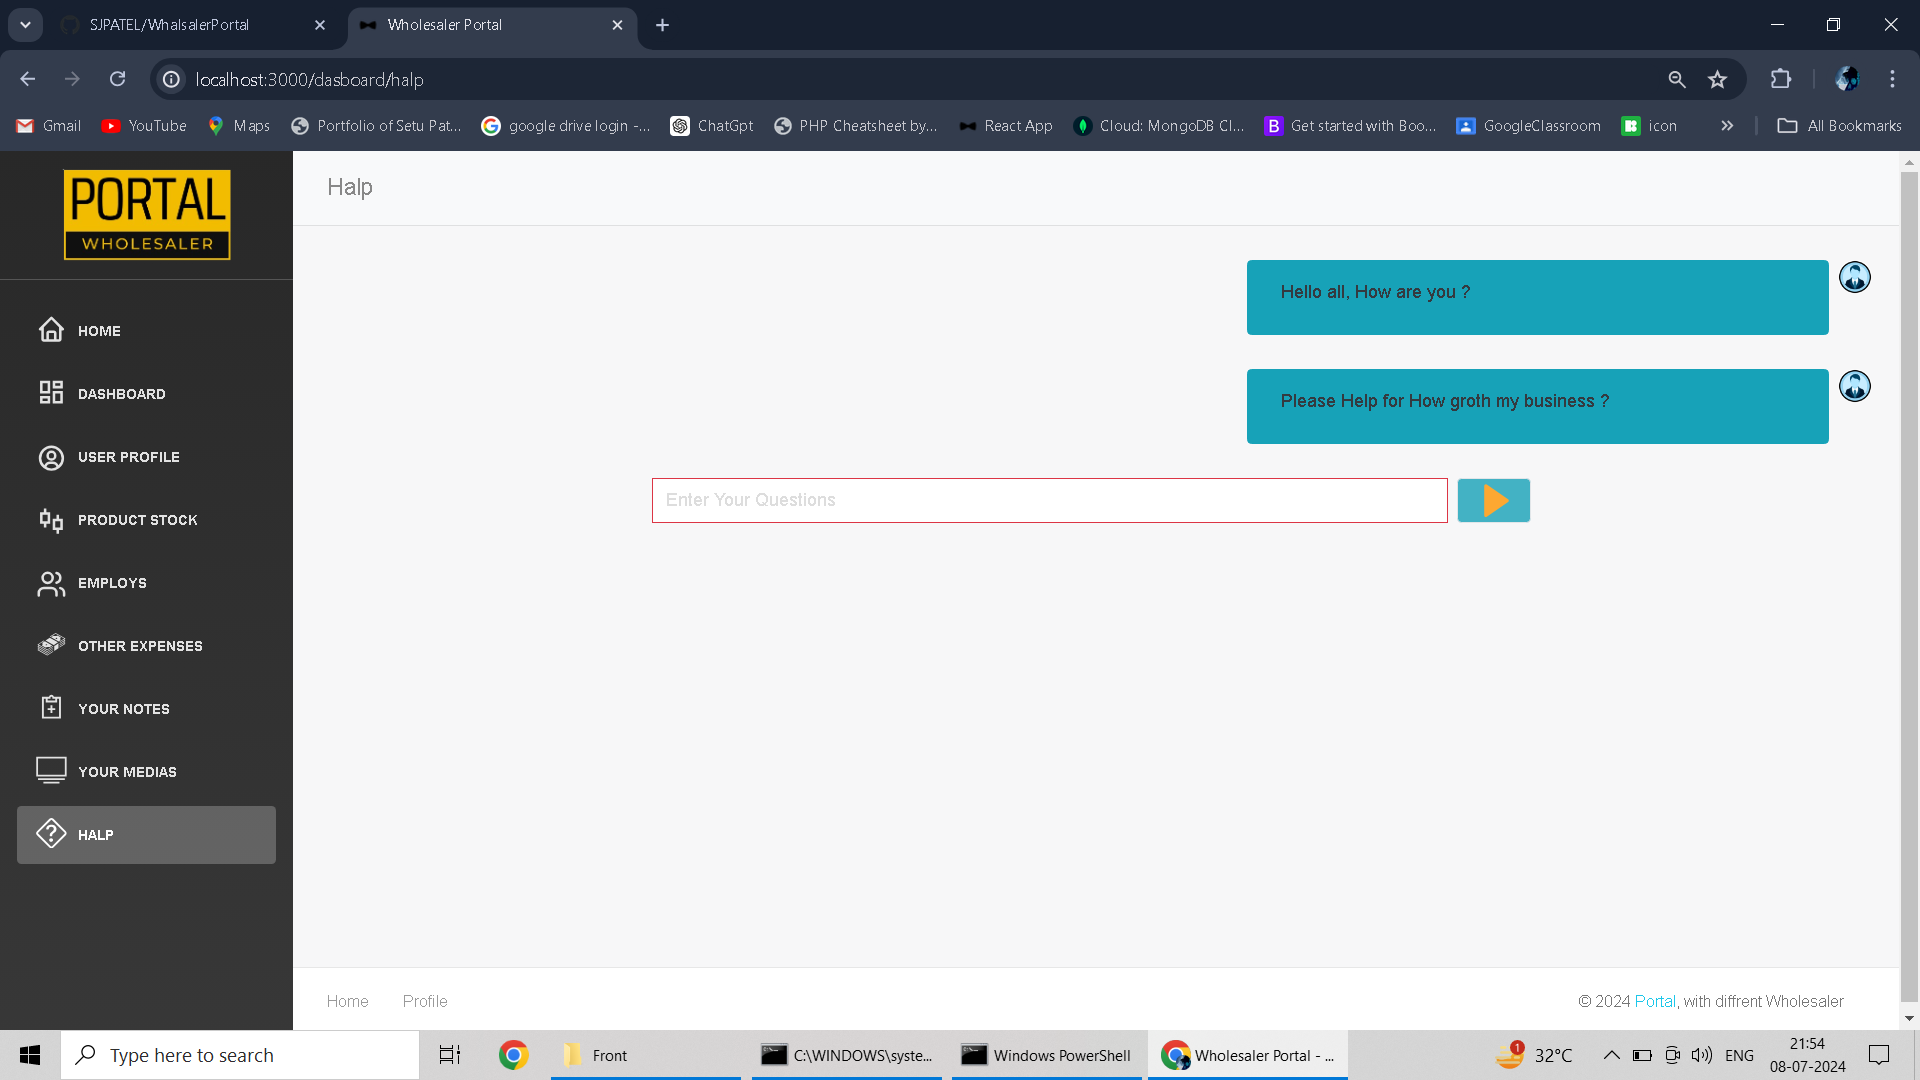 SJPATEL/WhalsalerPortal
Wholesaler Portal
localhost:3000/dasboard/halp
Gmail
YouTube
Maps
Portfolio of Setu Pat...
google drive login -...
ChatGpt
PHP Cheatsheet by...
React App
Cloud: MongoDB Cl...
B
Get started with Boo...
GoogleClassroom
icon
All Bookmarks
PORTAL
WHOLESALER
HOME
DASHBOARD
USER PROFILE
PRODUCT STOCK
EMPLOYS
OTHER EXPENSES
YOUR NOTES
YOUR MEDIAS
HALP
Halp
Hello all, How are you ?
Please Help for How groth my business ?
Enter Your Questions
Home
Profile
© 2024 Portal, with diffrent Wholesaler
Type here to search
Front
C:\WINDOWS\syste...
Windows PowerShell
Wholesaler Portal - ...
1
32°C
ENG
21:54
08-07-2024